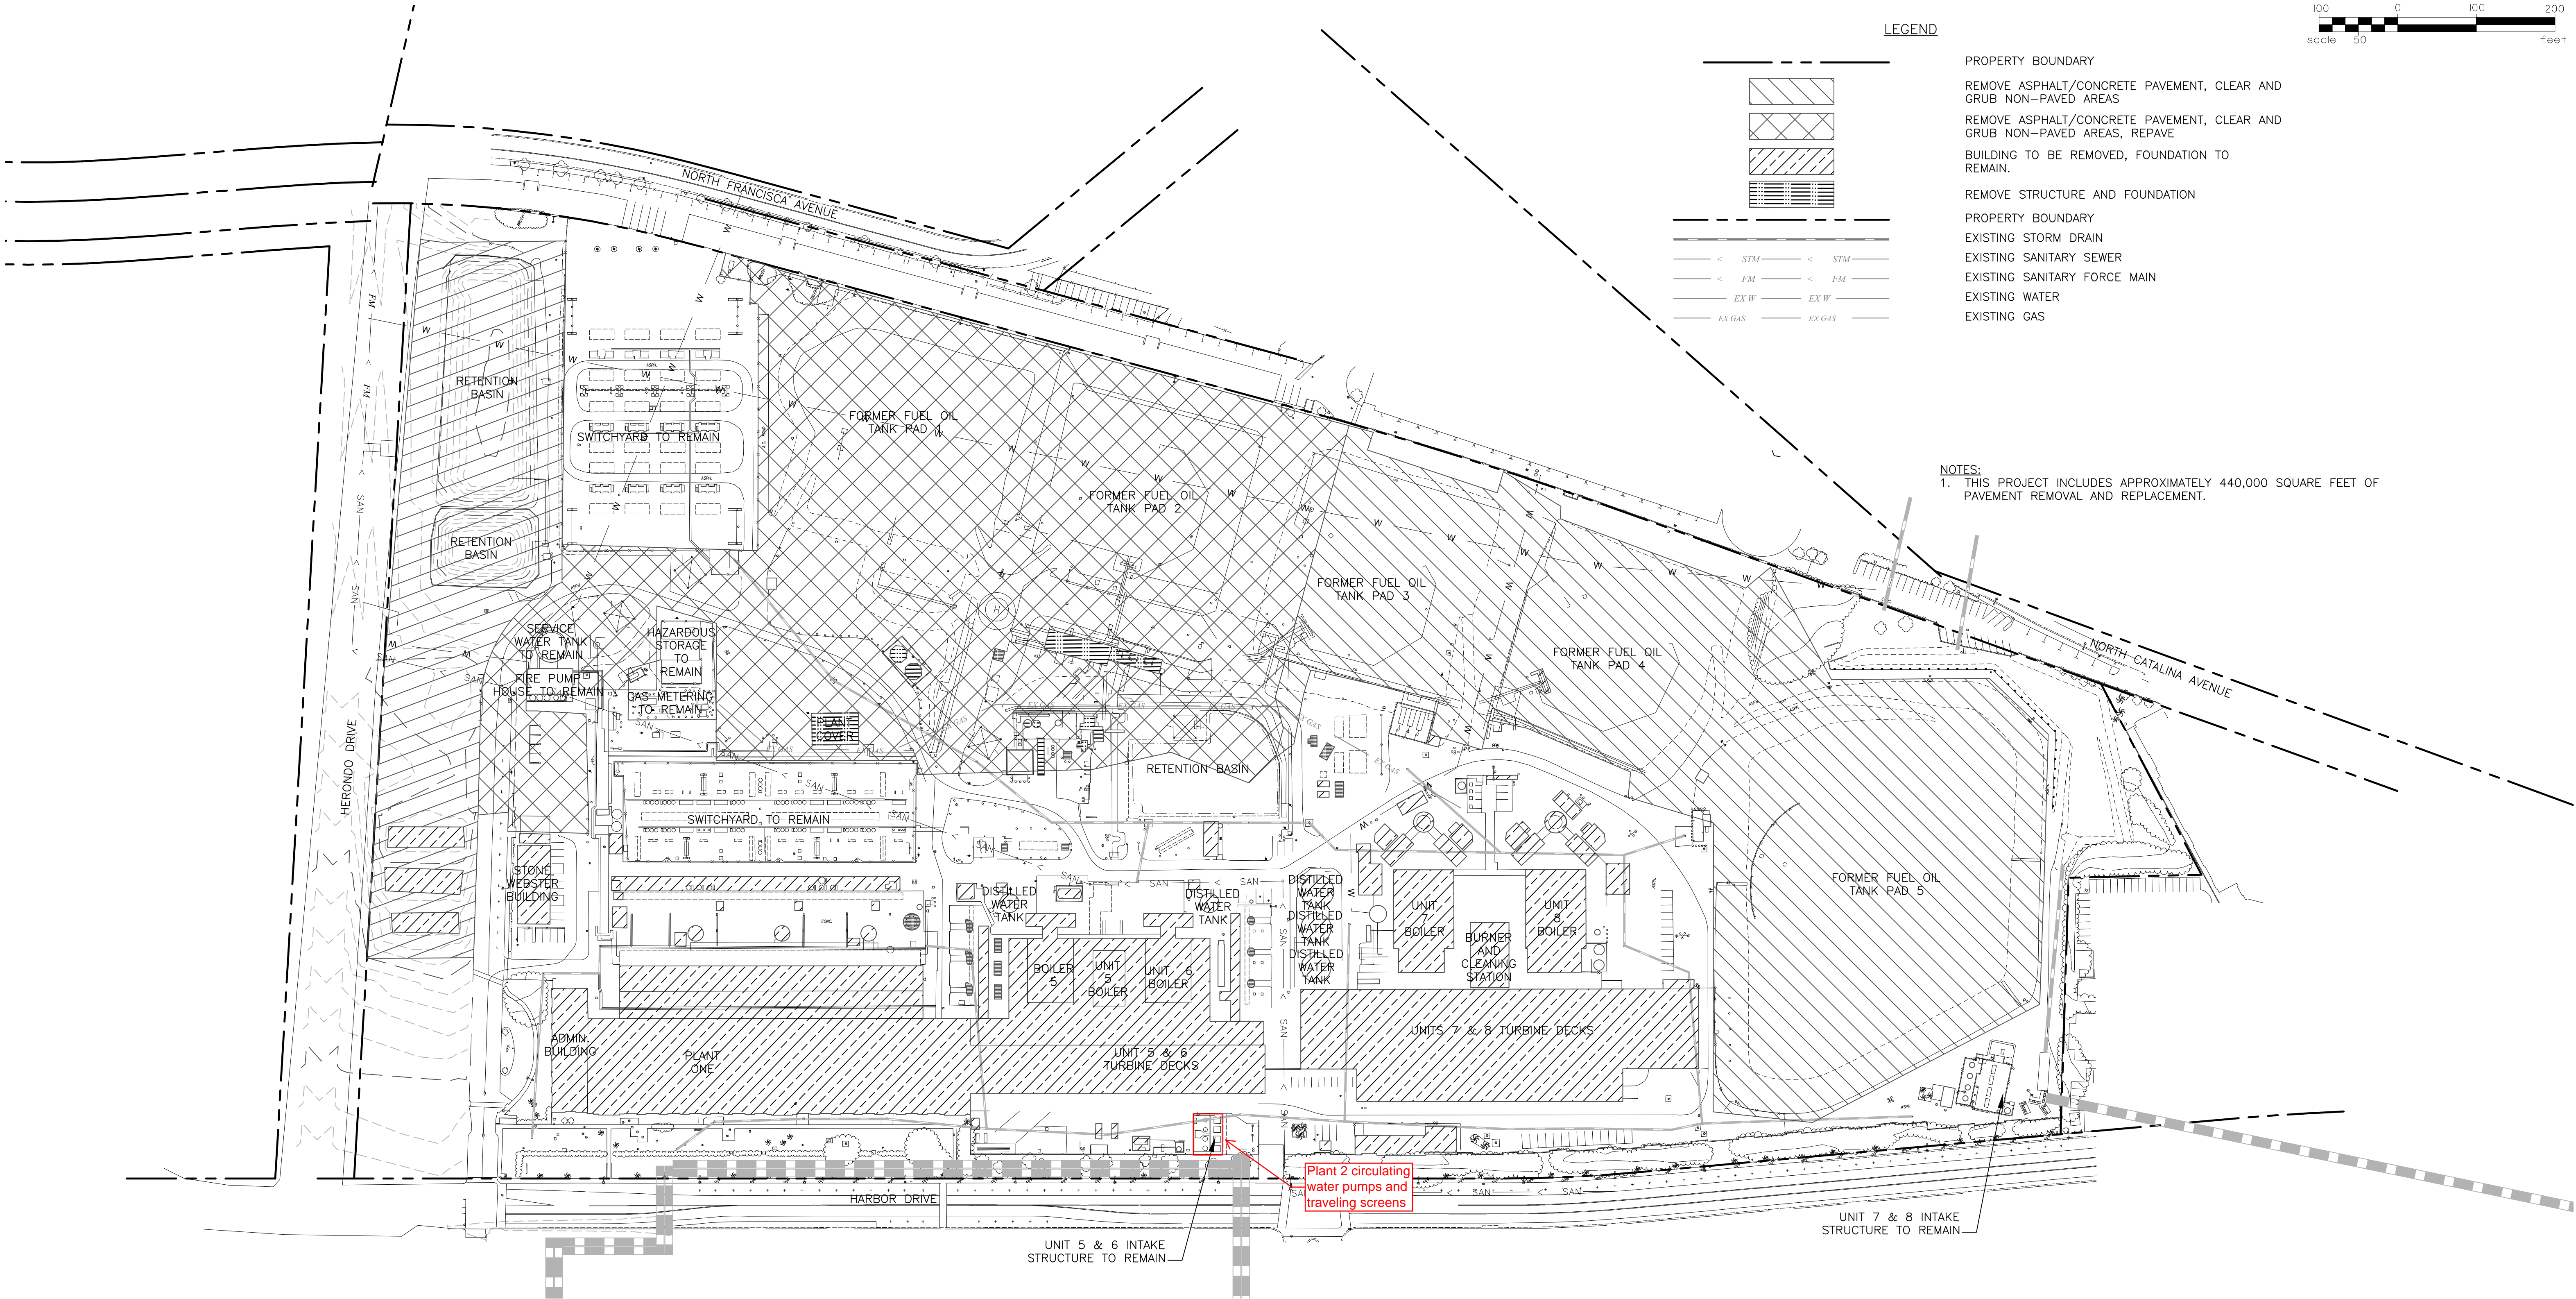 100 0 100 200
scale 50 feet
LEGEND
PROPERTY BOUNDARY
REMOVE ASPHALT/CONCRETE PAVEMENT, CLEAR AND
GRUB NON-PAVED AREAS
REMOVE ASPHALT/CONCRETE PAVEMENT, CLEAR AND
GRUB NON-PAVED AREAS, REPAVE
BUILDING TO BE REMOVED, FOUNDATION TO
REMAIN.
REMOVE STRUCTURE AND FOUNDATION
PROPERTY BOUNDARY
EXISTING STORM DRAIN
< STM < STM
EXISTING SANITARY SEWER
< FM < FM
EXISTING SANITARY FORCE MAIN
EX W EX W
EXISTING WATER
EX GAS EX GAS
EXISTING GAS
NOTES:
1. THIS PROJECT INCLUDES APPROXIMATELY 440,000 SQUARE FEET OF
PAVEMENT REMOVAL AND REPLACEMENT.
NORTH FRANCISCA AVENUE
NORTH CATALINA AVENUE
HERONDO DRIVE
HARBOR DRIVE
RETENTION
BASIN
RETENTION
BASIN
SWITCHYARD TO REMAIN
FORMER FUEL OIL
TANK PAD 1
FORMER FUEL OIL
TANK PAD 2
FORMER FUEL OIL
TANK PAD 3
FORMER FUEL OIL
TANK PAD 4
SERVICE
WATER TANK
TO REMAIN
HAZARDOUS
STORAGE
TO
REMAIN
FIRE PUMP
HOUSE TO REMAIN
GAS METERING
TO REMAIN
PLANT
COVER
RETENTION BASIN
SWITCHYARD TO REMAIN
STONE
WEBSTER
BUILDING
DISTILLED
WATER
TANK
DISTILLED
WATER
TANK
DISTILLED
WATER
TANK
DISTILLED
WATER
TANK
DISTILLED
WATER
TANK
UNIT
7
BOILER
UNIT
8
BOILER
BURNER
AND
CLEANING
STATION
FORMER FUEL OIL
TANK PAD 5
BOILER
5
UNIT
5
BOILER
UNIT 6
BOILER
ADMIN.
BUILDING
PLANT
ONE
UNIT 5 & 6
TURBINE DECKS
UNITS 7 & 8 TURBINE DECKS
Plant 2 circulating
water pumps and
traveling screens
UNIT 5 & 6 INTAKE
STRUCTURE TO REMAIN
UNIT 7 & 8 INTAKE
STRUCTURE TO REMAIN